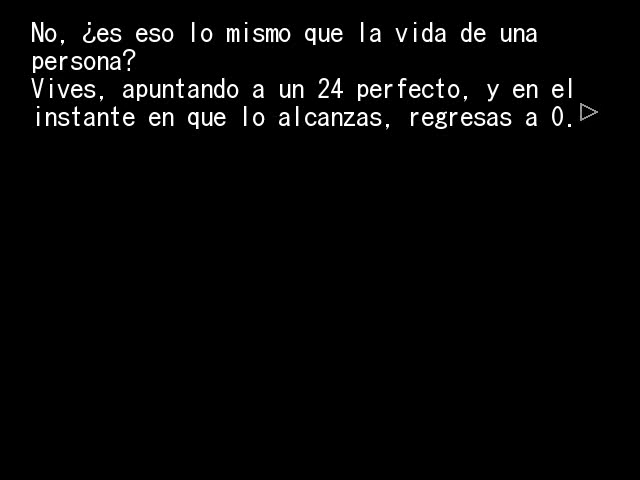 No, ¿es eso lo mismo que la vida de una
persona?
Vives, apuntando a un 24 perfecto, y en el
instante en que lo alcanzas, regresas a 0.